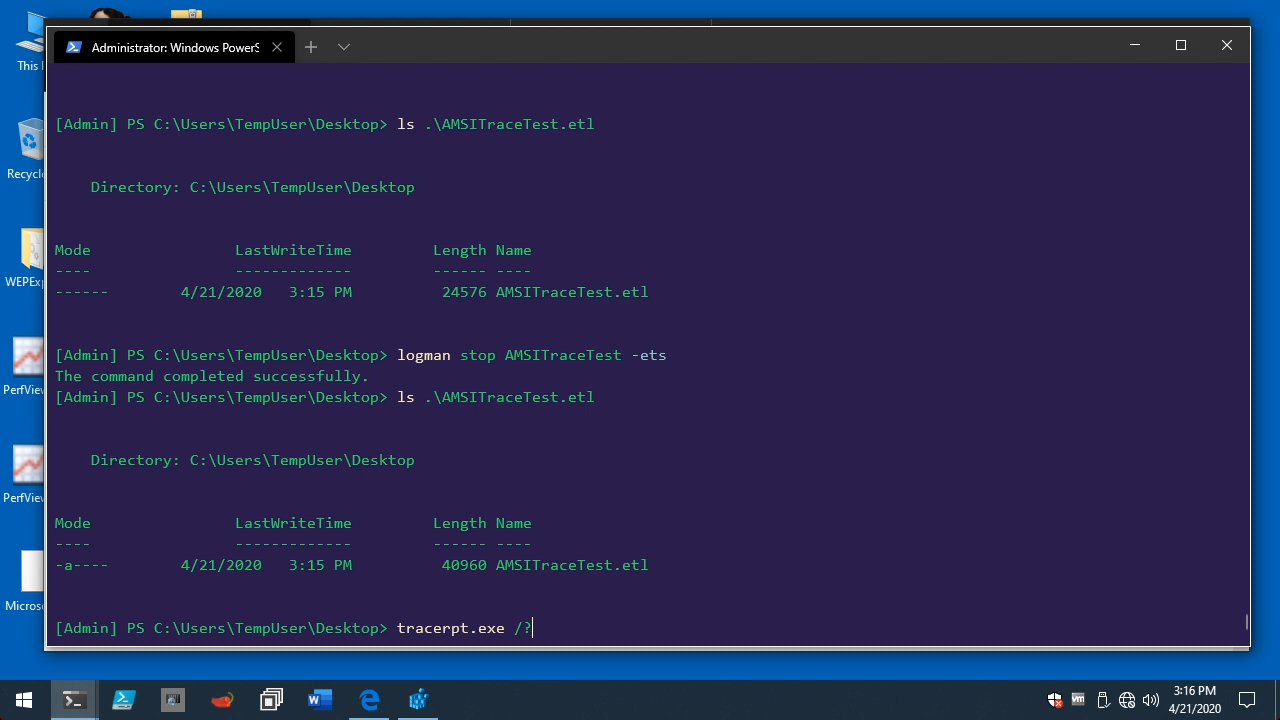 Administrator: Windows PowerS
[Admin] PS C:\Users\TempUser\Desktop> ls .\AMSITraceTest.etl
Directory: C:\Users\TempUser\Desktop
Mode LastWriteTime Length Name
---- ------------- ------ ----
------ 4/21/2020 3:15 PM 24576 AMSITraceTest.etl
[Admin] PS C:\Users\TempUser\Desktop> logman stop AMSITraceTest -ets
The command completed successfully.
[Admin] PS C:\Users\TempUser\Desktop> ls .\AMSITraceTest.etl
Directory: C:\Users\TempUser\Desktop
Mode LastWriteTime Length Name
---- ------------- ------ ----
-a---- 4/21/2020 3:15 PM 40960 AMSITraceTest.etl
[Admin] PS C:\Users\TempUser\Desktop> tracerpt.exe /?
This
Recycle
WEPExp
PerfView
PerfView
Microso
vm
3:16 PM
4/21/2020